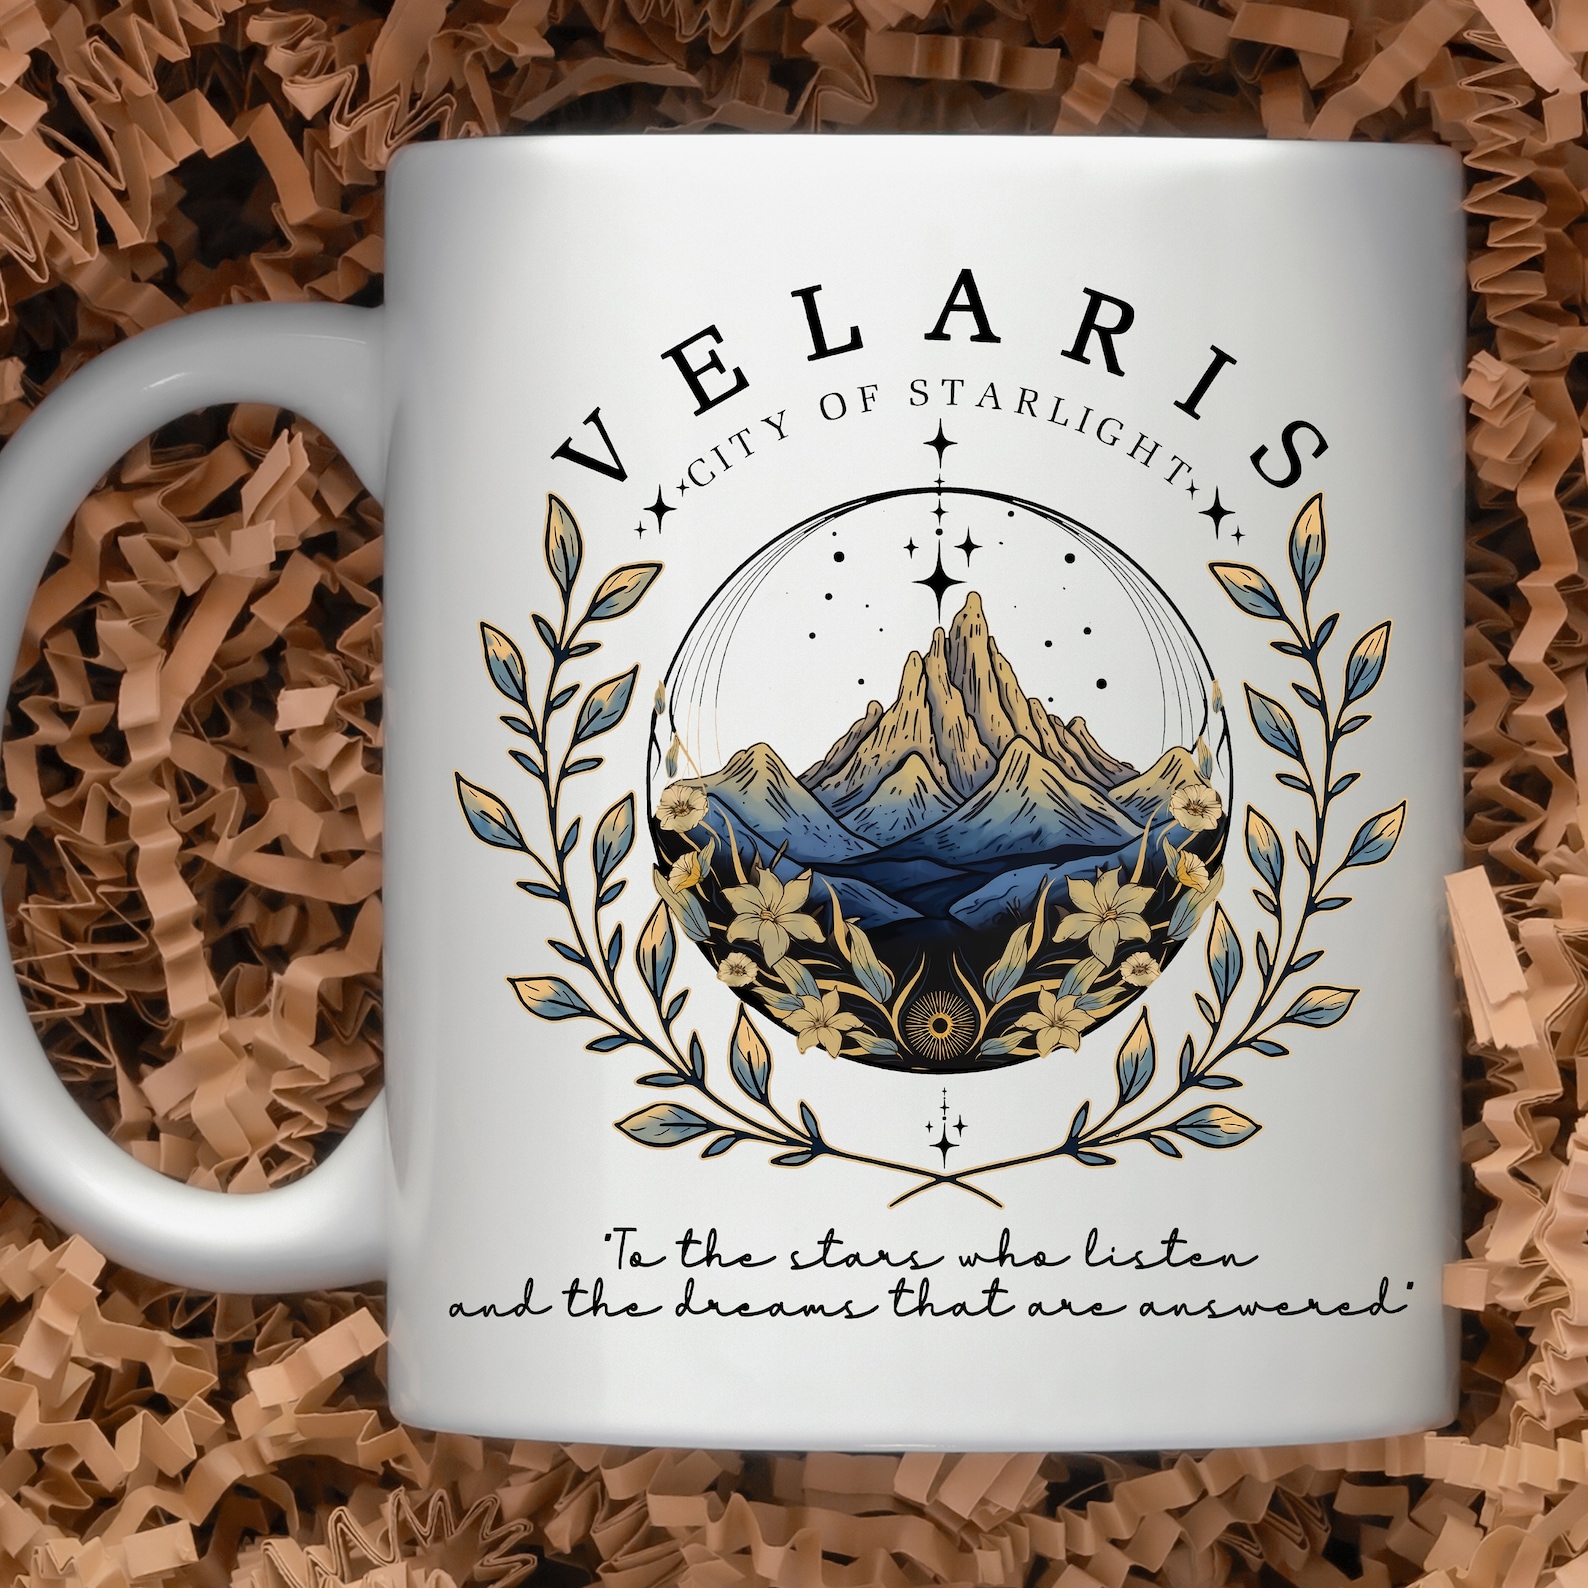 VELARIS
CITY OF STARLIGHT
"To the stars who listen
and the dreams that are answered"